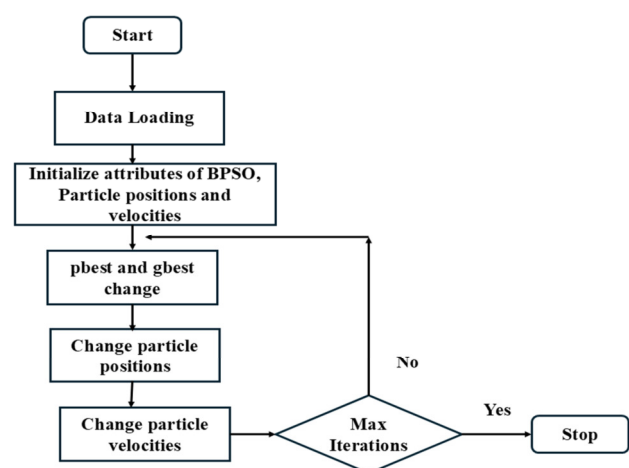 Start
Data Loading
Initialize attributes of BPSO,
Particle positions and
velocities
pbest and gbest
change
Change particle
positions
Change particle
velocities
Max
Iterations
No
Yes
Stop